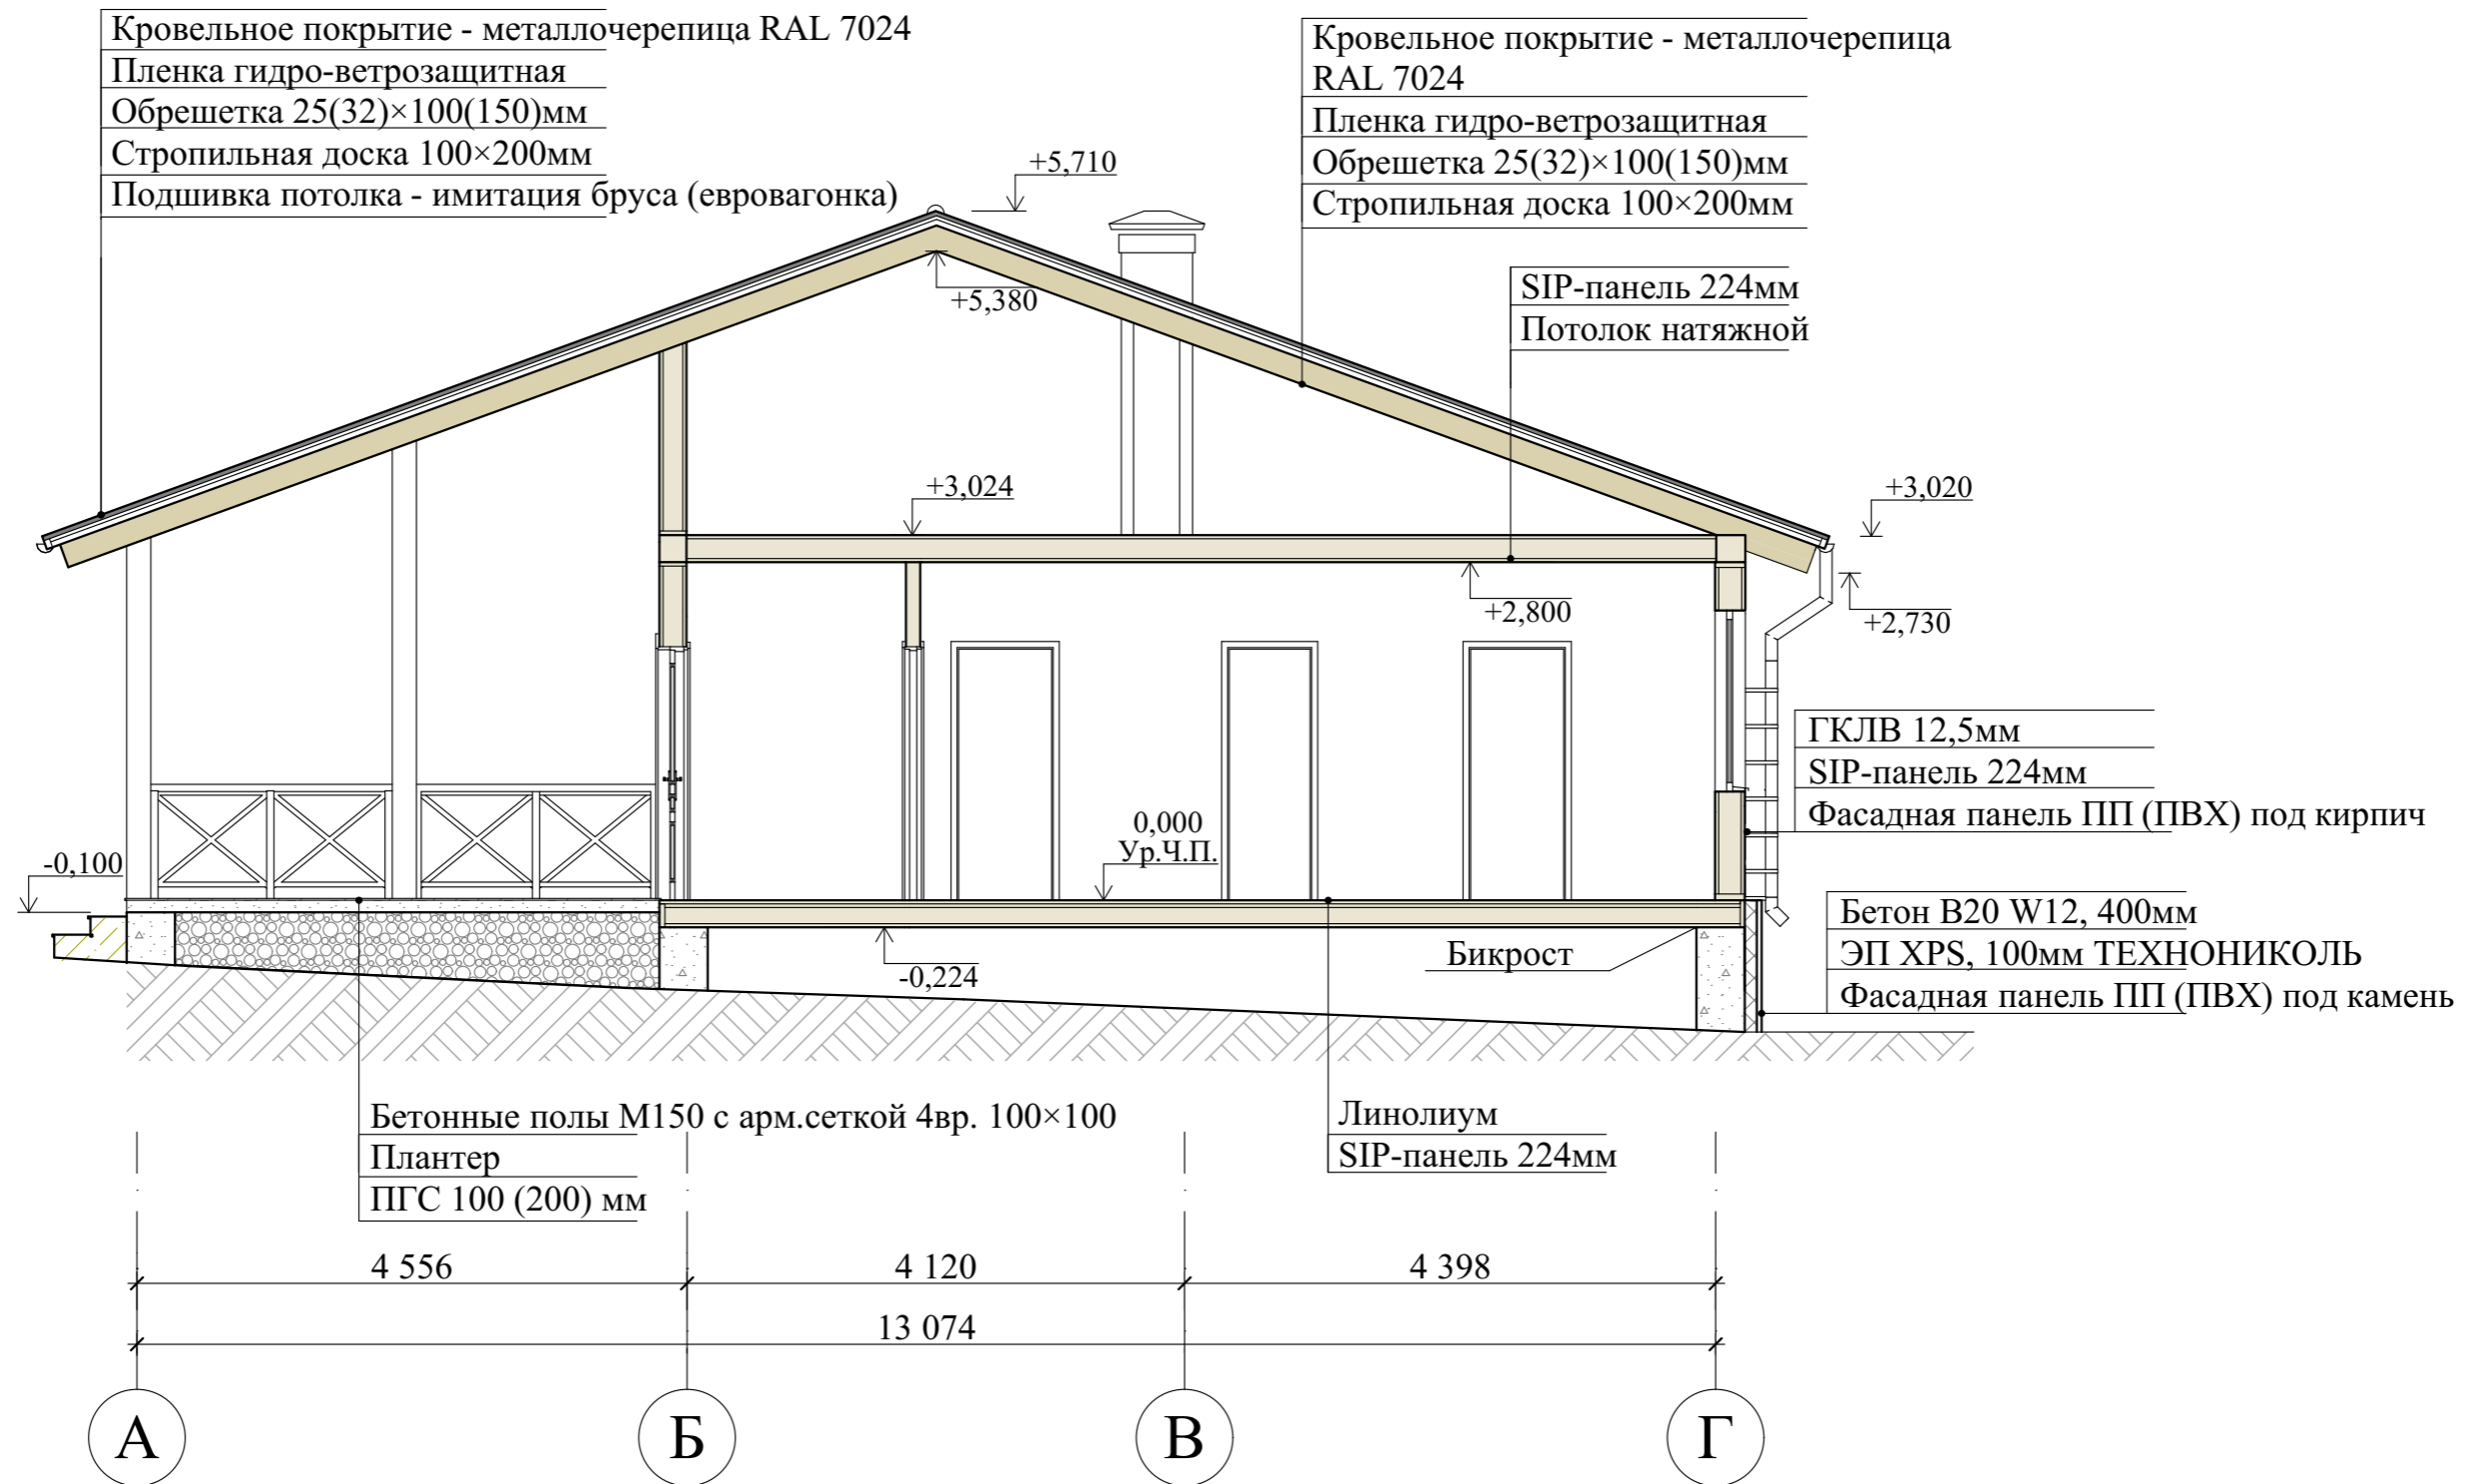 Кровельное покрытие - металлочерепица RAL 7024
Пленка гидро-ветрозащитная
Обрешетка 25(32)×100(150)мм
Стропильная доска 100×200мм
Подшивка потолка - имитация бруса (евровагонка)
Кровельное покрытие - металлочерепица
RAL 7024
Пленка гидро-ветрозащитная
Обрешетка 25(32)×100(150)мм
Стропильная доска 100×200мм
+5,710
+5,380
SIP-панель 224мм
Потолок натяжной
+3,024
+3,020
+2,800
+2,730
ГКЛВ 12,5мм
SIP-панель 224мм
Фасадная панель ПП (ПВХ) под кирпич
0,000
Ур.Ч.П.
-0,100
-0,224
Бикрост
Бетон В20 W12, 400мм
ЭП XPS, 100мм ТЕХНОНИКОЛЬ
Фасадная панель ПП (ПВХ) под камень
Бетонные полы М150 с арм.сеткой 4вр. 100×100
Плантер
ПГС 100 (200) мм
Линолиум
SIP-панель 224мм
4 556
4 120
4 398
13 074
А
Б
В
Г